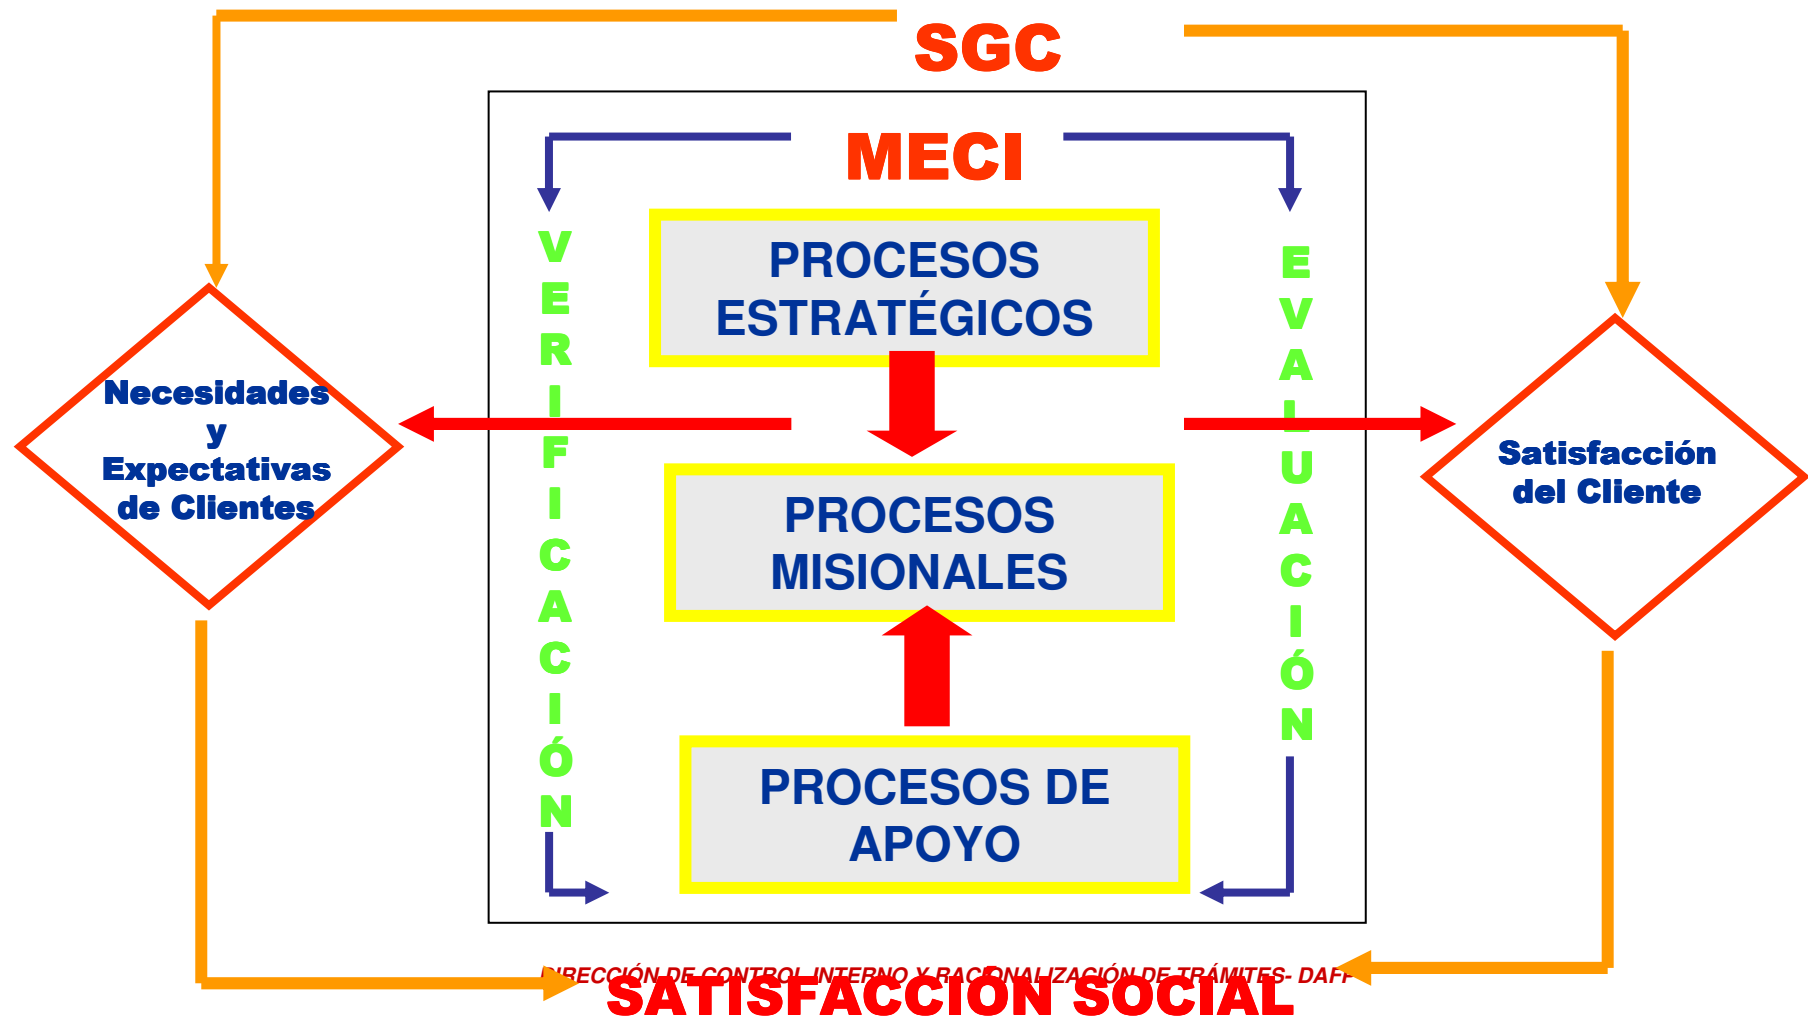 SGC
MECI
VERIFICACIÓN
PROCESOS
ESTRATÉGICOS
EVALUACIÓN
Necesidades
y
Expectativas
de Clientes
Satisfacción
del Cliente
PROCESOS
MISIONALES
PROCESOS DE
APOYO
DIRECCIÓN DE CONTROL INTERNO Y RACIONALIZACIÓN DE TRÁMITES- DAFP
SATISFACCIÓN SOCIAL